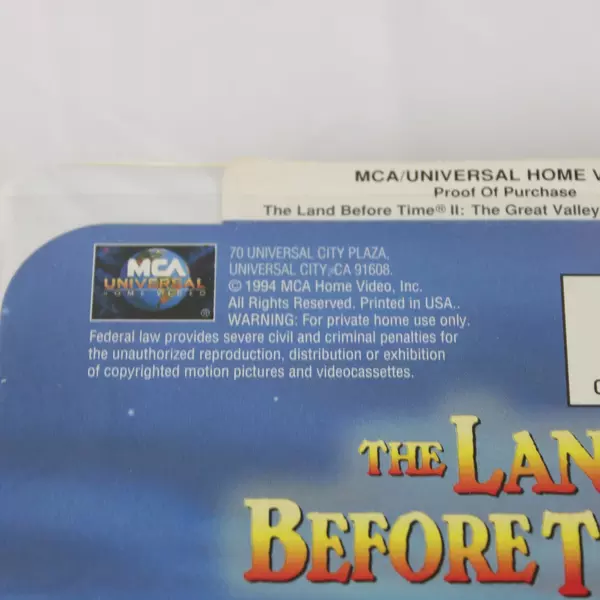 MCA/UNIVERSAL HOME V
Proof Of Purchase
The Land Before Time® II: The Great Valley
MCA
UNIVERSAL
HOME VIDEO
®
70 UNIVERSAL CITY PLAZA,
UNIVERSAL CITY, CA 91608.
© 1994 MCA Home Video, Inc.
All Rights Reserved. Printed in USA..
WARNING: For private home use only.
Federal law provides severe civil and criminal penalties for
the unauthorized reproduction, distribution or exhibition
of copyrighted motion pictures and videocassettes.
THE LAN
BEFORE T